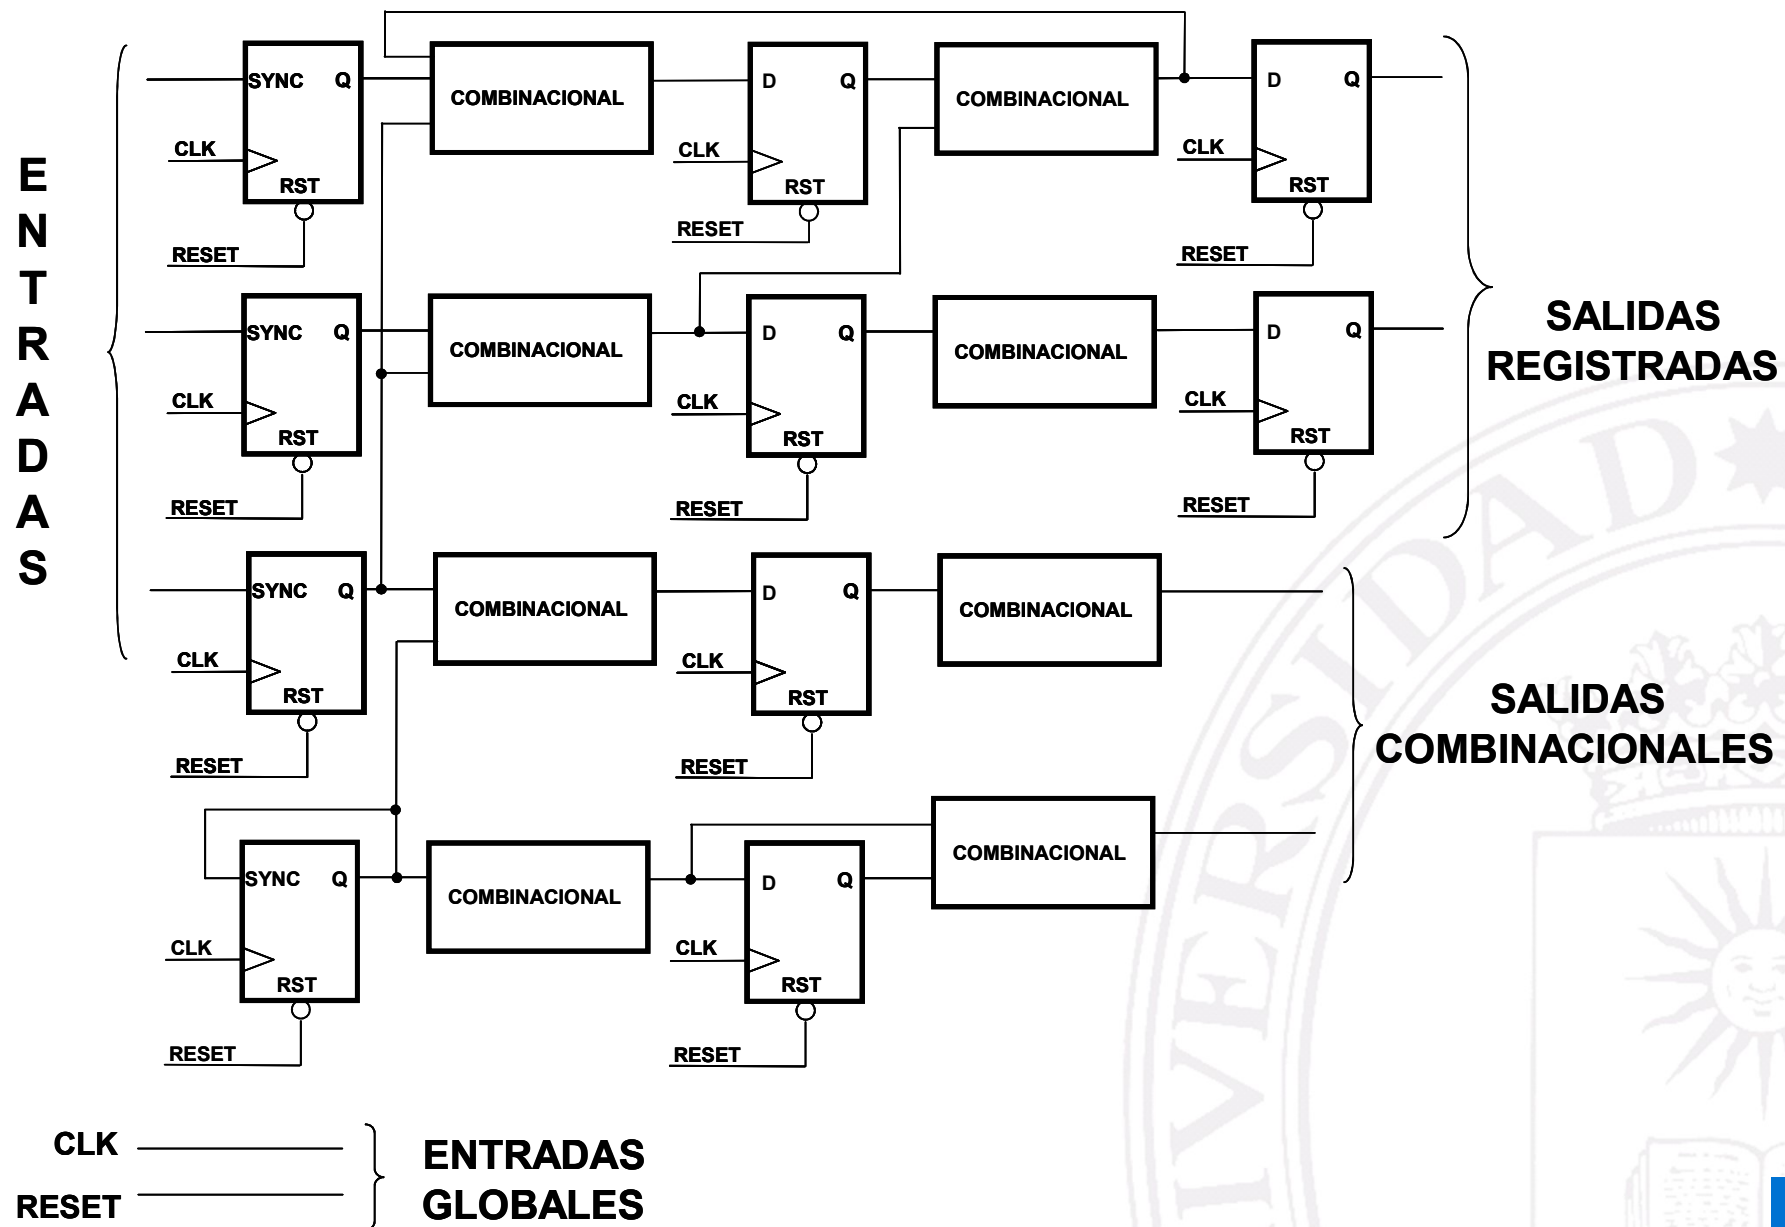 ENTRADAS
SYNC Q
CLK
RST
RESET
COMBINACIONAL
D Q
CLK
RST
RESET
COMBINACIONAL
D Q
CLK
RST
RESET
SYNC Q
CLK
RST
RESET
COMBINACIONAL
D Q
CLK
RST
RESET
COMBINACIONAL
D Q
CLK
RST
RESET
SALIDAS
REGISTRADAS
SYNC Q
CLK
RST
RESET
COMBINACIONAL
D Q
CLK
RST
RESET
COMBINACIONAL
SYNC Q
CLK
RST
RESET
COMBINACIONAL
D Q
CLK
RST
RESET
COMBINACIONAL
SALIDAS
COMBINACIONALES
CLK
RESET
ENTRADAS
GLOBALES
IVERSIDAD